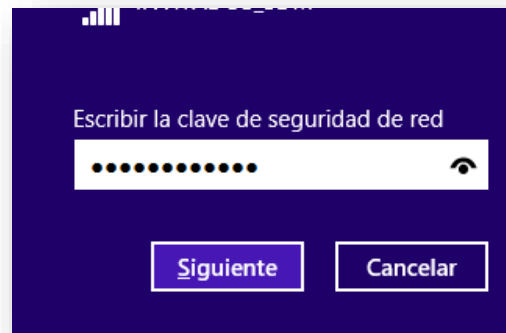 Escribir la clave de seguridad de red
••••••••••••
Siguiente
Cancelar